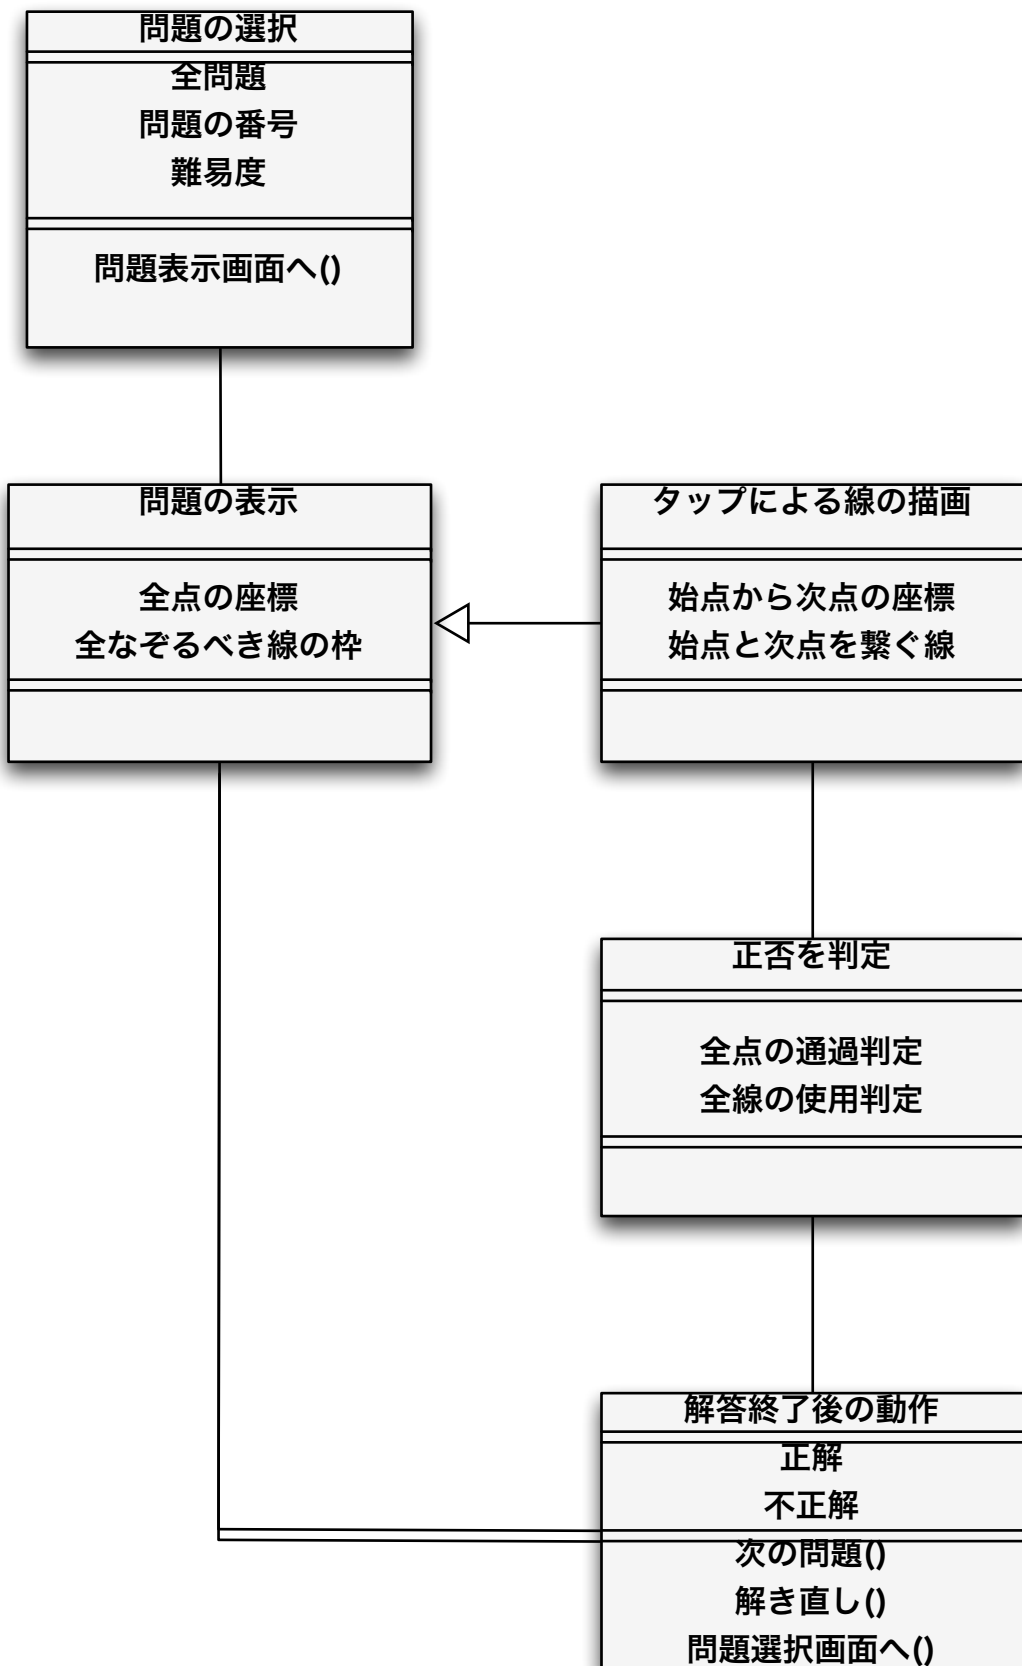 問題の選択
全問題
問題の番号
難易度
問題表示画面へ()
問題の表示
全点の座標
全なぞるべき線の枠
タップによる線の描画
始点から次点の座標
始点と次点を繋ぐ線
正否を判定
全点の通過判定
全線の使用判定
解答終了後の動作
正解
不正解
次の問題()
解き直し()
問題選択画面へ()